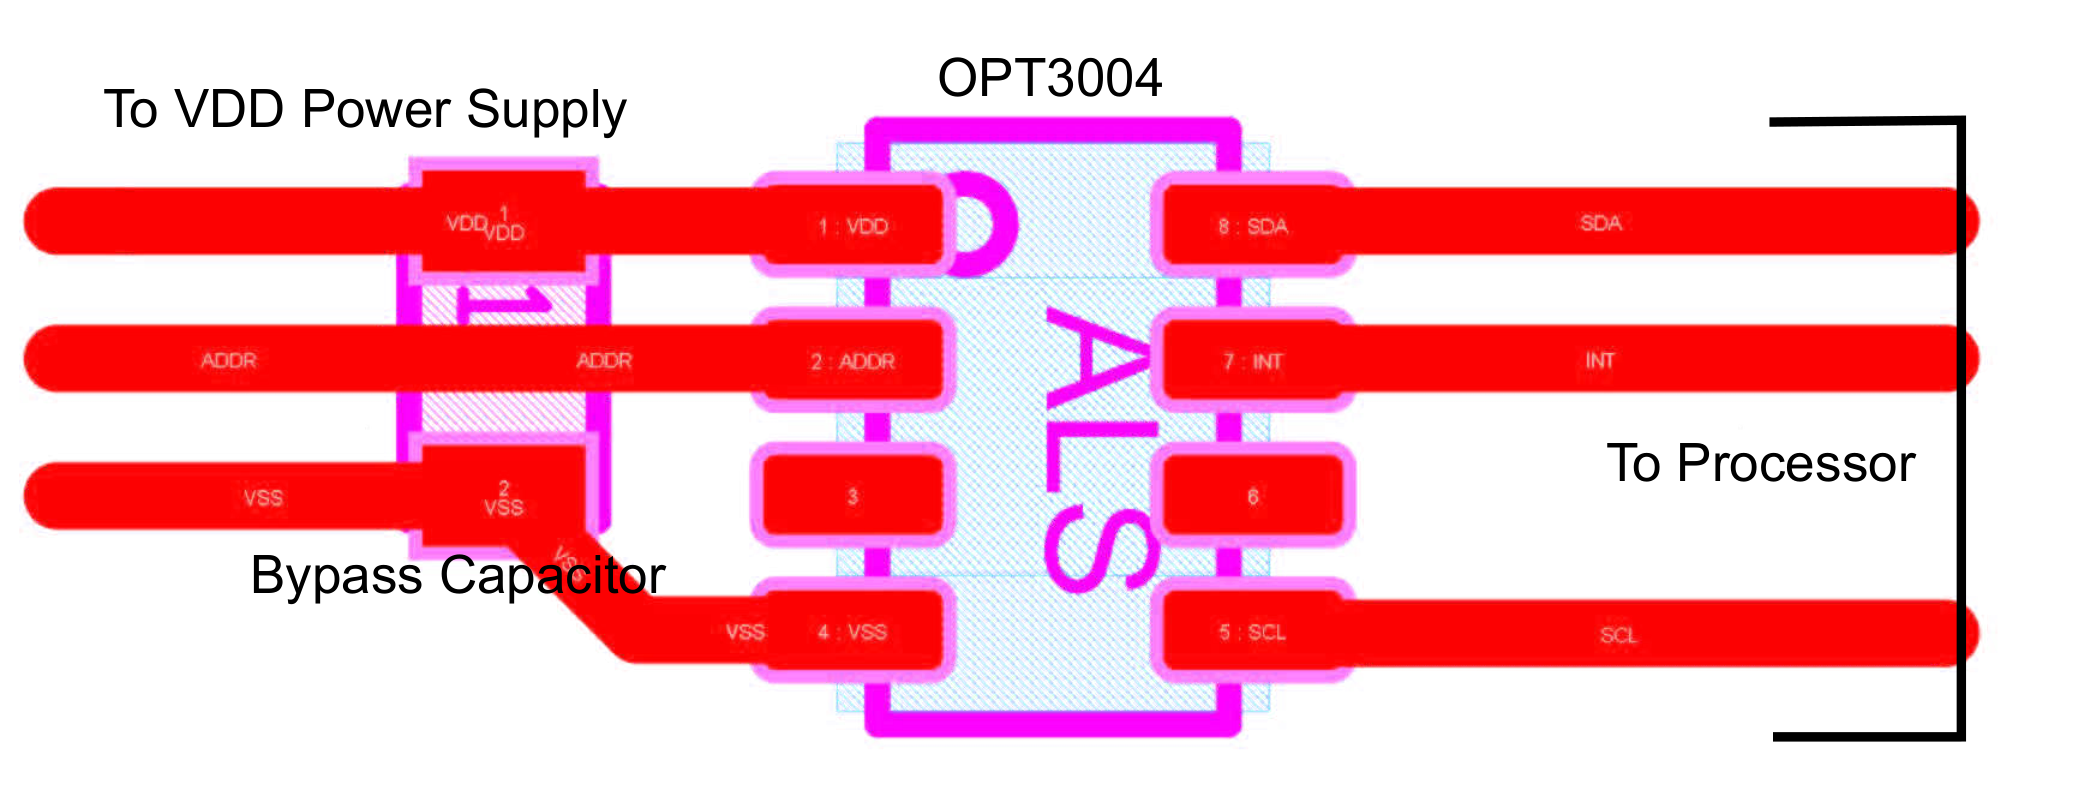 OPT3004
To VDD Power Supply
VDD
1
VDD
1 : VDD
8 : SDA
SDA
1
ADDR
ADDR
2 : ADDR
ALS
7 : INT
INT
To Processor
VSS
2
VSS
3
6
VSS
Bypass Capacitor
VSS
4 : VSS
5 : SCL
SCL